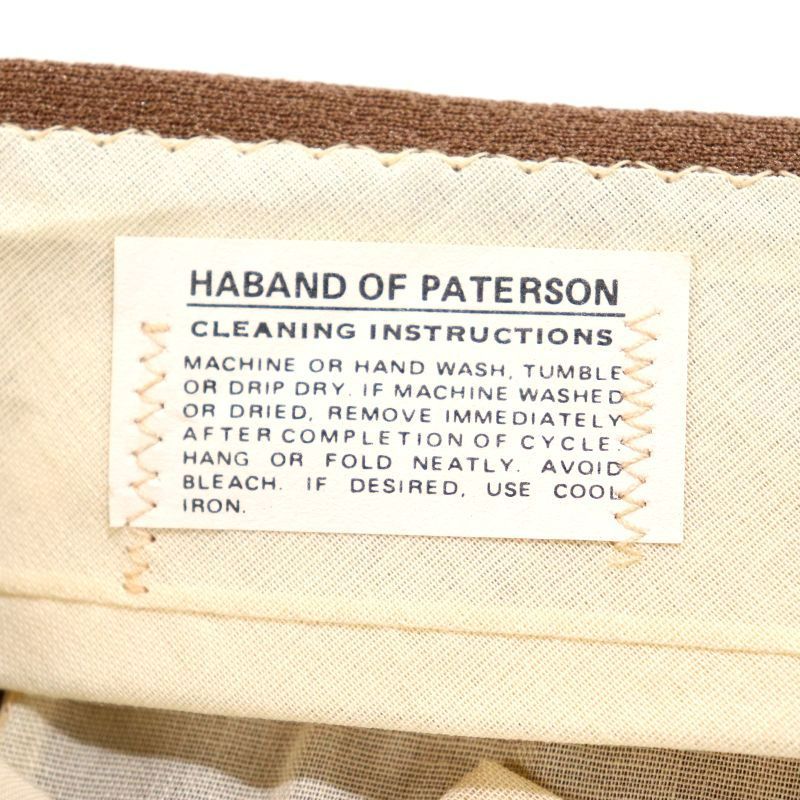 HABAND OF PATERSON
CLEANING INSTRUCTIONS
MACHINE OR HAND WASH, TUMBLE
OR DRIP DRY. IF MACHINE WASHED
OR DRIED, REMOVE IMMEDIATELY
AFTER COMPLETION OF CYCLE.
HANG OR FOLD NEATLY. AVOID
BLEACH. IF DESIRED, USE COOL
IRON.